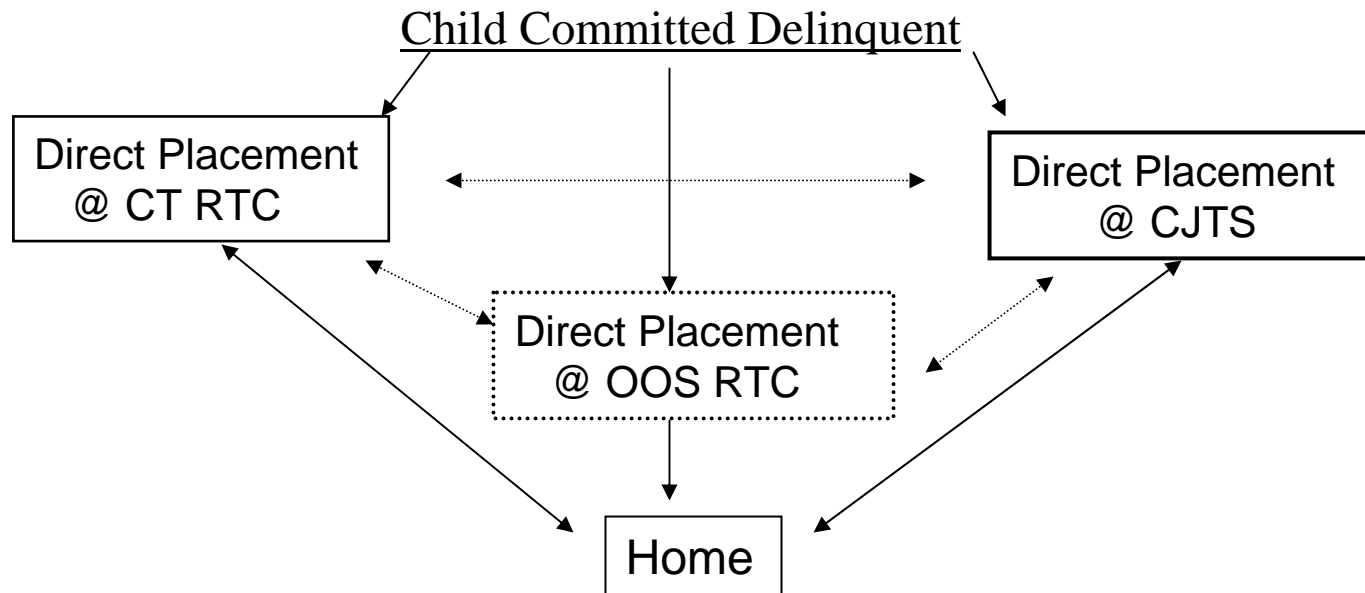 Child Committed Delinquent
Direct Placement
@ CT RTC
Direct Placement
@ CJTS
Direct Placement
@ OOS RTC
Home